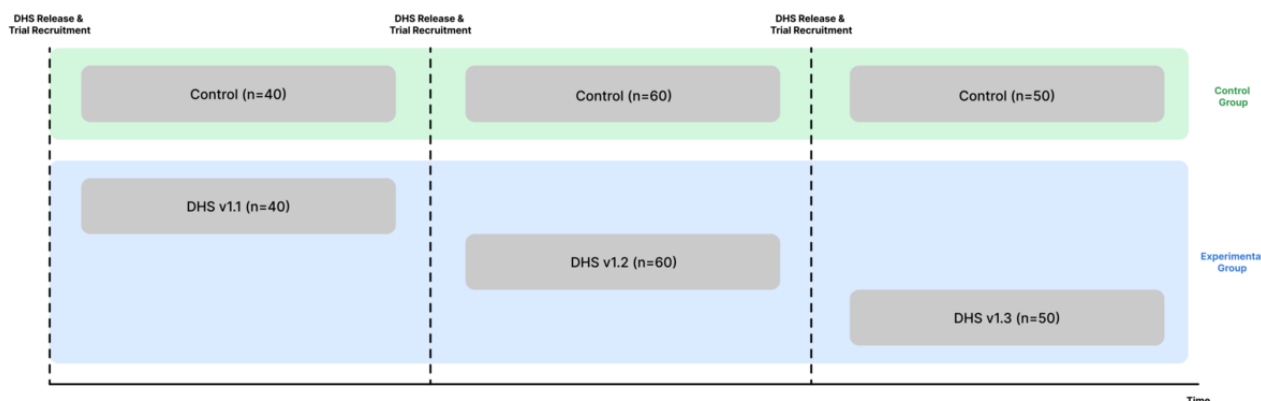 DHS Release &
Trial Recruitment
DHS Release &
Trial Recruitment
DHS Release &
Trial Recruitment
Control (n=40)
Control (n=60)
Control (n=50)
Control
Group
DHS v1.1 (n=40)
DHS v1.2 (n=60)
Experimenta
Group
DHS v1.3 (n=50)
Time